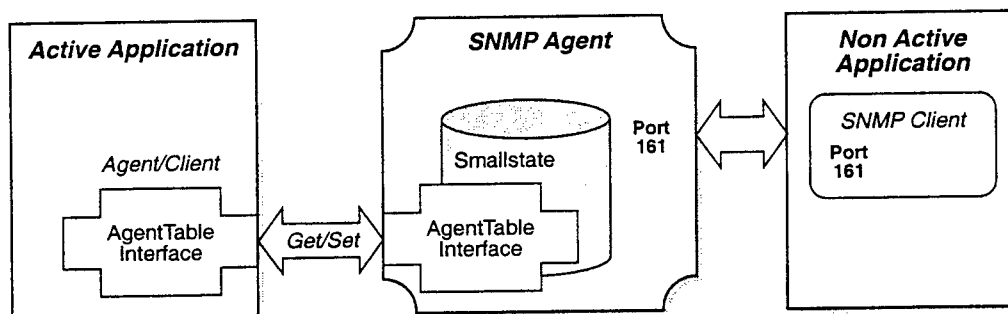 Active Application
Agent/Client
AgentTable
Interface
Get/Set
SNMP Agent
Smallstate
Port
161
AgentTable
Interface
Non Active
Application
SNMP Client
Port
161